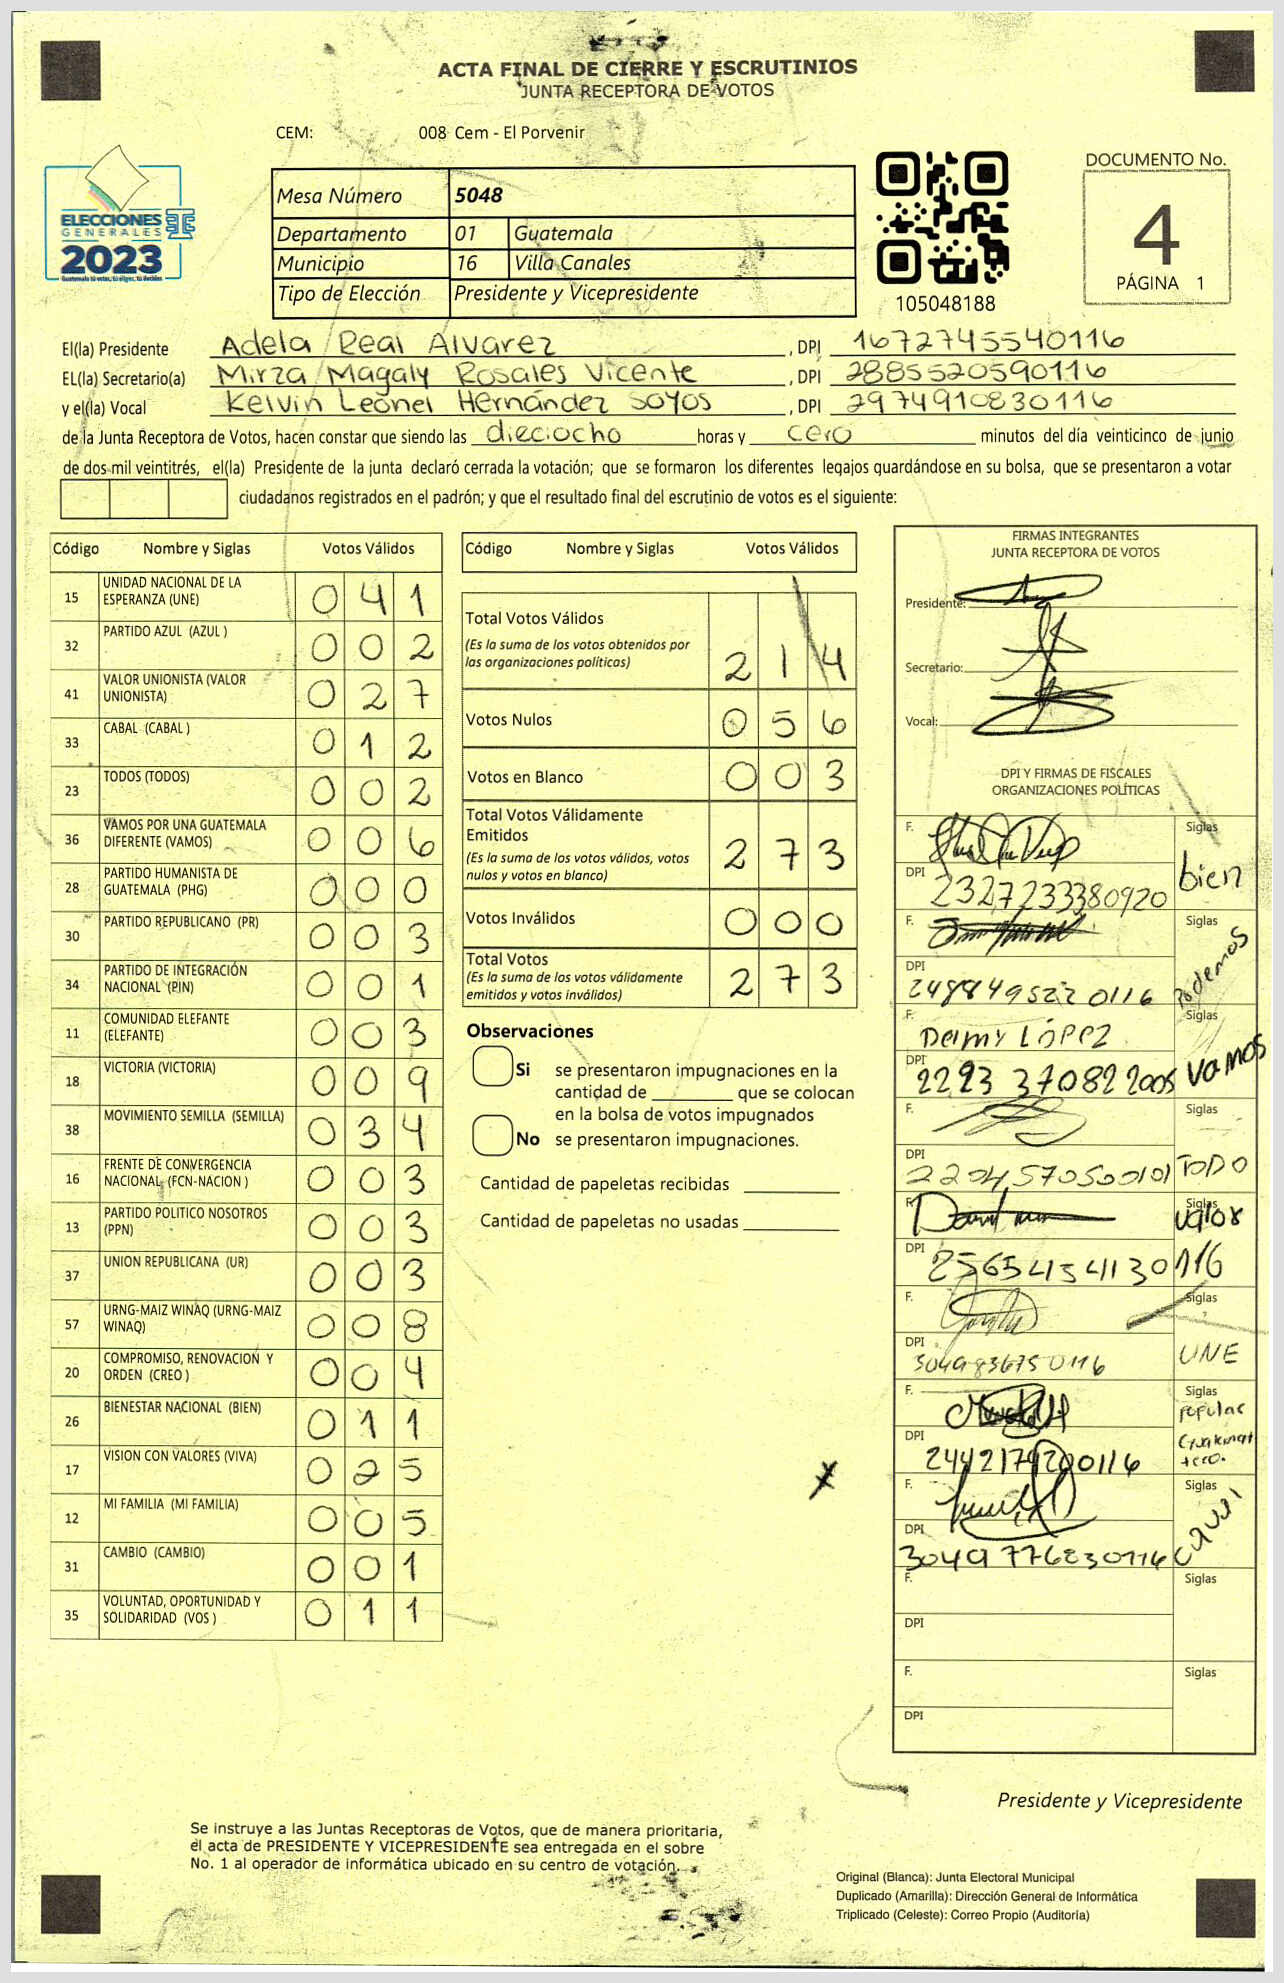 ACTA FINAL DE CIERRE Y ESCRUTINIOS
JUNTA RECEPTORA DE VOTOS
CEM: 008 Cem - El Porvenir
ELECCIONES
GENERALES
2023
Mesa Número 5048
Departamento 01 Guatemala
Municipio 16 Villa Canales
Tipo de Elección Presidente y Vicepresidente
105048188
DOCUMENTO No.
4
PÁGINA 1
El(la) Presidente Adela Real Alvarez , DPI 1672745540116
EL(la) Secretario(a) Mirza Magaly Rosales Vicente , DPI 2885520590116
y el(la) Vocal Kelvin Leonel Hernández Soyos , DPI 2974910830116
de la Junta Receptora de Votos, hacen constar que siendo las dieciocho horas y cero minutos del día veinticinco de junio
de dos mil veintitrés, el(la) Presidente de la junta declaró cerrada la votación; que se formaron los diferentes legajos guardándose en su bolsa, que se presentaron a votar
ciudadanos registrados en el padrón; y que el resultado final del escrutinio de votos es el siguiente:
Código Nombre y Siglas Votos Válidos
15 UNIDAD NACIONAL DE LA ESPERANZA (UNE) 0 4 1
32 PARTIDO AZUL (AZUL ) 0 0 2
41 VALOR UNIONISTA (VALOR UNIONISTA) 0 2 7
33 CABAL (CABAL ) 0 1 2
23 TODOS (TODOS) 0 0 2
36 VAMOS POR UNA GUATEMALA DIFERENTE (VAMOS) 0 0 6
28 PARTIDO HUMANISTA DE GUATEMALA (PHG) 0 0 0
30 PARTIDO REPUBLICANO (PR) 0 0 3
34 PARTIDO DE INTEGRACIÓN NACIONAL (PIN) 0 0 1
11 COMUNIDAD ELEFANTE (ELEFANTE) 0 0 3
18 VICTORIA (VICTORIA) 0 0 9
38 MOVIMIENTO SEMILLA (SEMILLA) 0 3 4
16 FRENTE DE CONVERGENCIA NACIONAL (FCN-NACION ) 0 0 3
13 PARTIDO POLITICO NOSOTROS (PPN) 0 0 3
37 UNION REPUBLICANA (UR) 0 0 3
57 URNG-MAIZ WINAQ (URNG-MAIZ WINAQ) 0 0 8
20 COMPROMISO, RENOVACION Y ORDEN (CREO ) 0 0 4
26 BIENESTAR NACIONAL (BIEN) 0 1 1
17 VISION CON VALORES (VIVA) 0 2 5
12 MI FAMILIA (MI FAMILIA) 0 0 5
31 CAMBIO (CAMBIO) 0 0 1
35 VOLUNTAD, OPORTUNIDAD Y SOLIDARIDAD (VOS ) 0 1 1
Código Nombre y Siglas Votos Válidos
Total Votos Válidos 2 1 4
(Es la suma de los votos obtenidos por
las organizaciones políticas)
Votos Nulos 0 5 6
Votos en Blanco 0 0 3
Total Votos Válidamente
Emitidos 2 7 3
(Es la suma de los votos válidos, votos
nulos y votos en blanco)
Votos Inválidos 0 0 0
Total Votos 2 7 3
(Es la suma de los votos válidamente
emitidos y votos inválidos)
Observaciones
Si se presentaron impugnaciones en la
cantidad de ________ que se colocan
en la bolsa de votos impugnados
No se presentaron impugnaciones.
Cantidad de papeletas recibidas
Cantidad de papeletas no usadas
FIRMAS INTEGRANTES
JUNTA RECEPTORA DE VOTOS
Presidente:
Secretario:
Vocal:
DPI Y FIRMAS DE FISCALES
ORGANIZACIONES POLÍTICAS
F. Siglas
DPI 2327233380920 bien
F. Siglas
DPI 2488495220116 Podemos
F. Deimy LÓPEZ Siglas
DPI 2293 37082 2005 vamos
F. Siglas
DPI 2204570500101 TODO
F. Siglas
DPI 256541541130116 valor
F. Siglas
DPI 3049836750116 UNE
F. Siglas
DPI 2442179200116 popular
F. Siglas
DPI 3049776830116
F. Siglas
DPI
F. Siglas
DPI
Presidente y Vicepresidente
Se instruye a las Juntas Receptoras de Votos, que de manera prioritaria,
el acta de PRESIDENTE Y VICEPRESIDENTE sea entregada en el sobre
No. 1 al operador de informática ubicado en su centro de votación.
Original (Blanca): Junta Electoral Municipal
Duplicado (Amarilla): Dirección General de Informática
Triplicado (Celeste): Correo Propio (Auditoría)